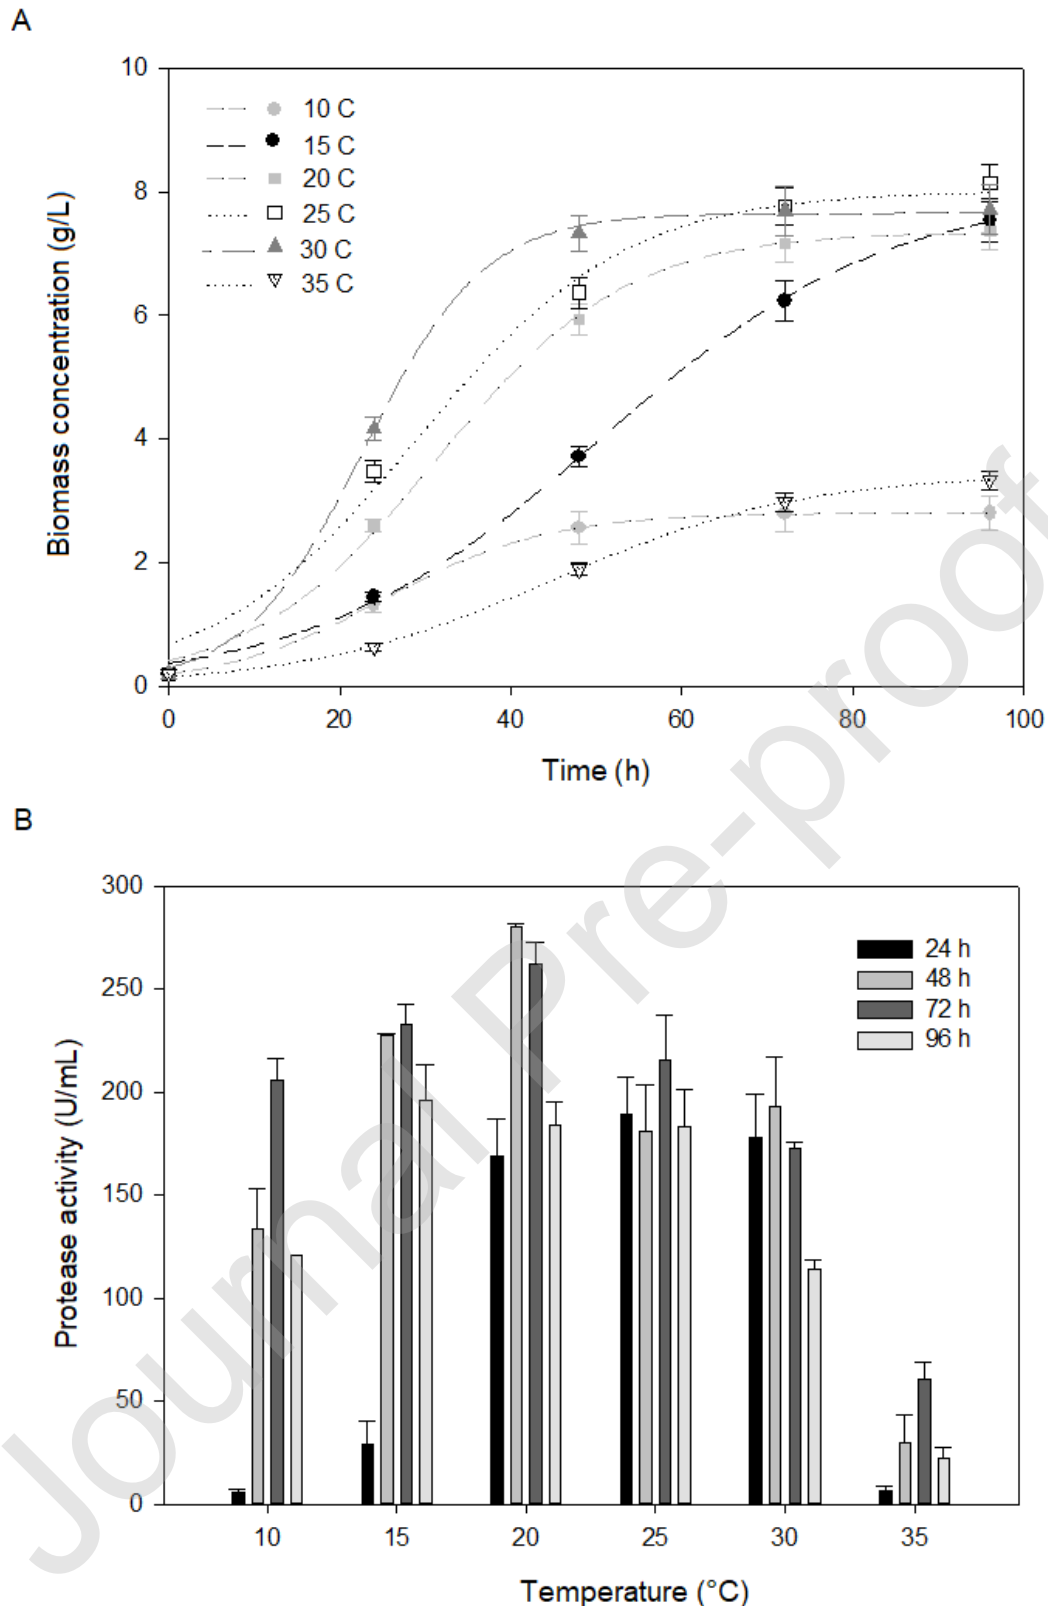 A
10
8
6
4
2
0
Biomass concentration (g/L)
10 C
15 C
20 C
25 C
30 C
35 C
0 20 40 60 80 100
Time (h)
B
300
250
200
150
100
50
0
Protease activity (U/mL)
24 h
48 h
72 h
96 h
10 15 20 25 30 35
Temperature (°C)
Journal Pre-proof